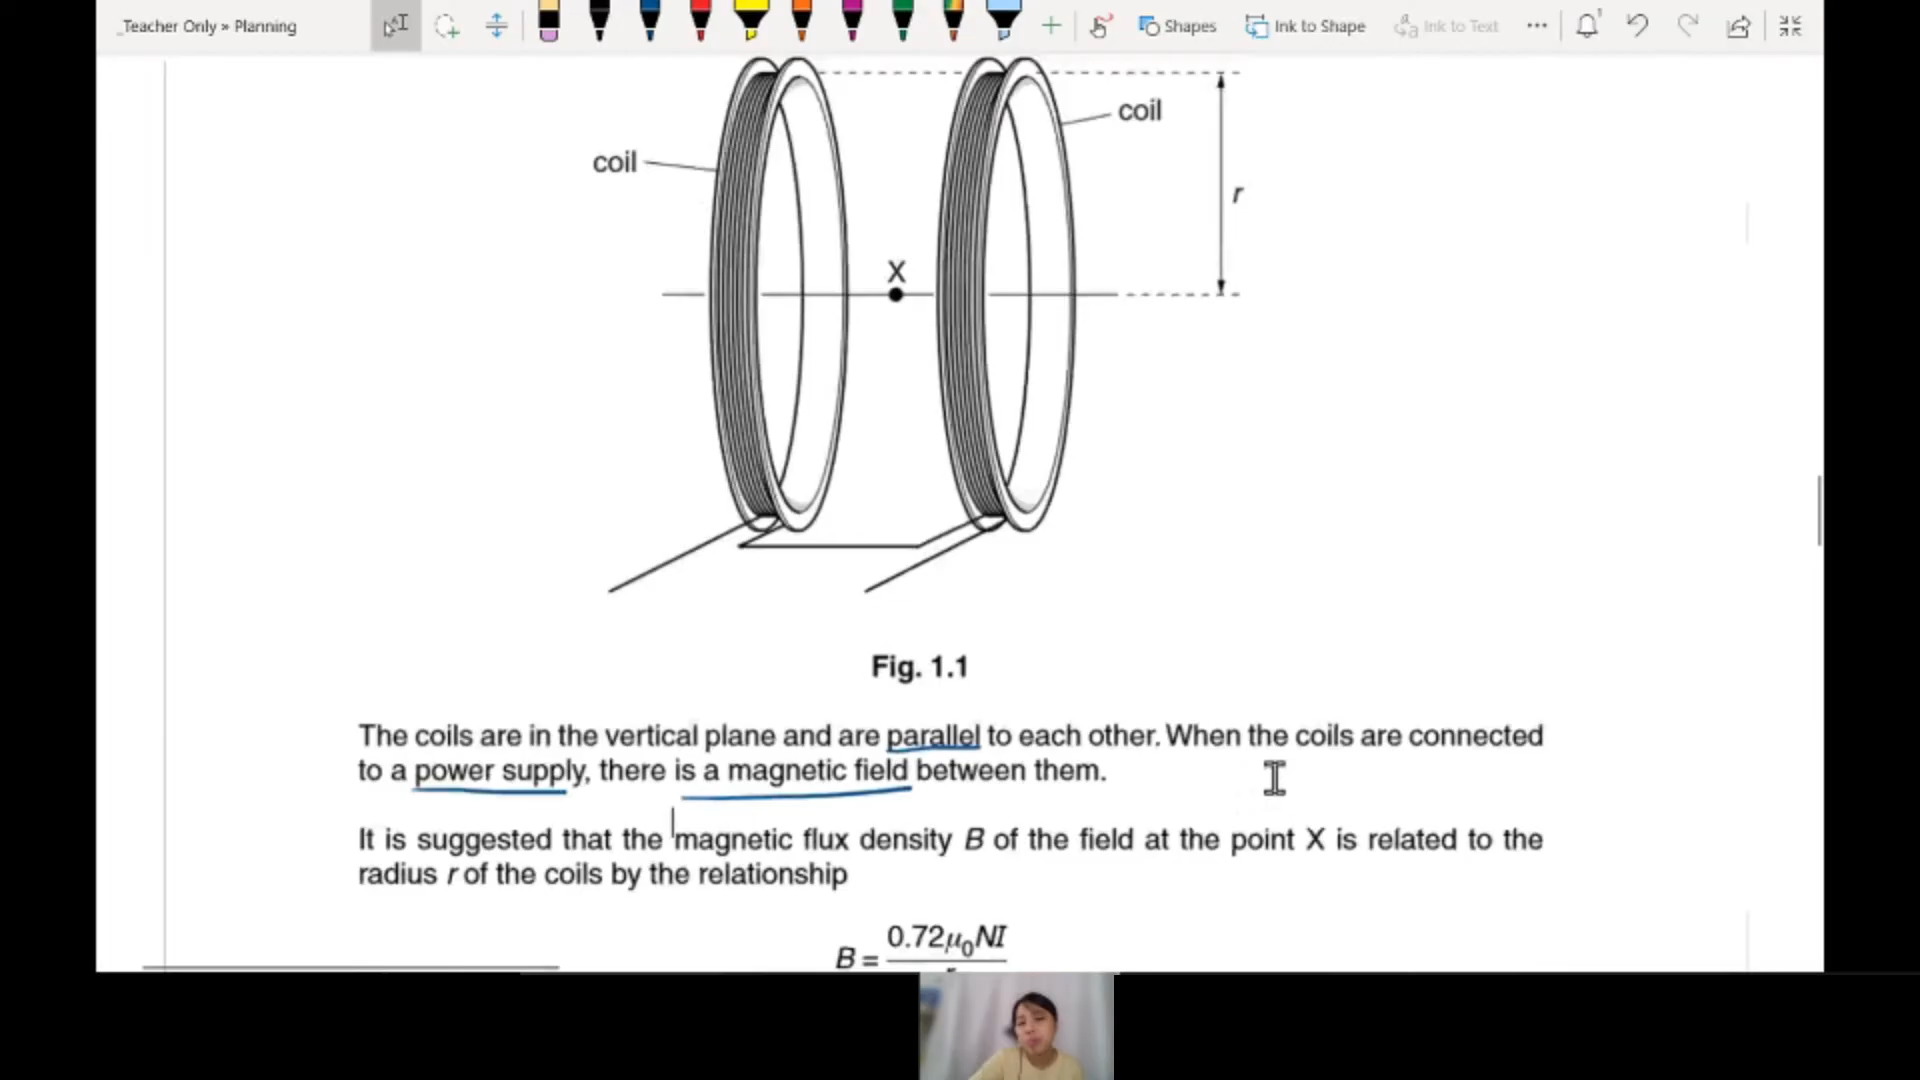 _Teacher Only » Planning
Shapes
Ink to Shape
Ink to Text
1
coil
coil
r
X
Fig. 1.1
The coils are in the vertical plane and are parallel to each other. When the coils are connected
to a power supply, there is a magnetic field between them.
It is suggested that the magnetic flux density B of the field at the point X is related to the
radius r of the coils by the relationship
0.72μ₀NI
B =